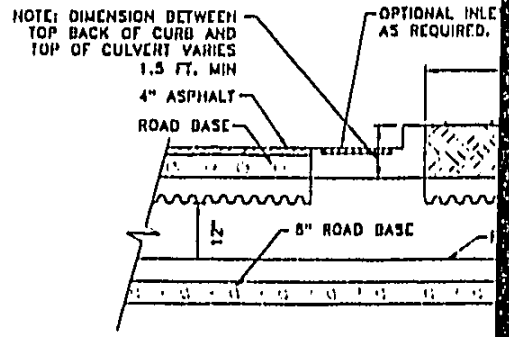 NOTE: DIMENSION BETWEEN
TOP BACK OF CURB AND
TOP OF CULVERT VARIES
1.5 FT. MIN
4" ASPHALT
ROAD BASE
OPTIONAL INLE
AS REQUIRED.
12"
8" ROAD BASE